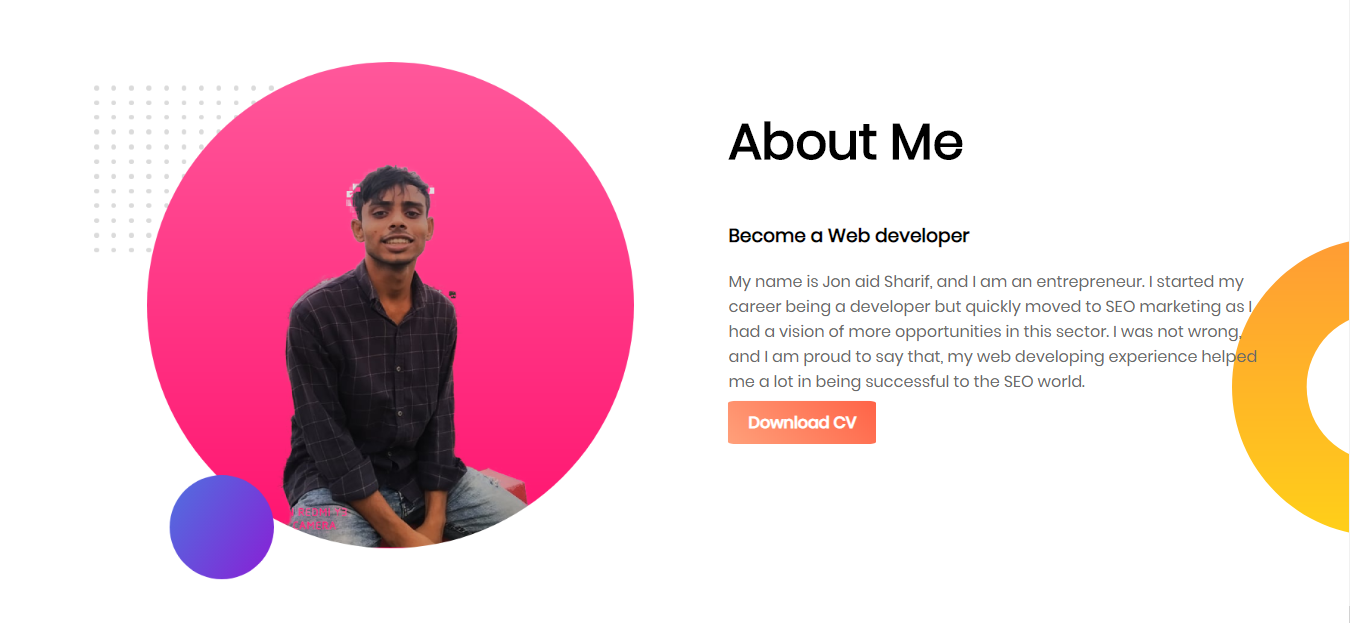 About Me
Become a Web developer
My name is Jon aid Sharif, and I am an entrepreneur. I started my
career being a developer but quickly moved to SEO marketing as I
had a vision of more opportunities in this sector. I was not wrong,
and I am proud to say that, my web developing experience helped
me a lot in being successful to the SEO world.
Download CV
CAMERA